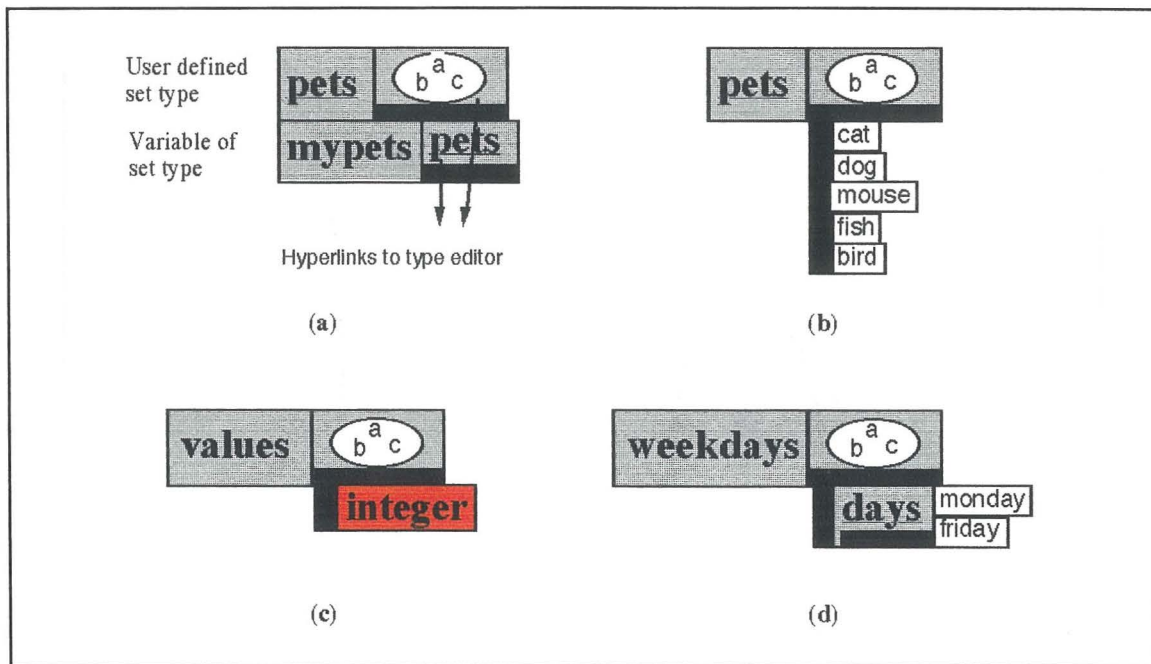 User defined
set type
pets
a
b c
Variable of
set type
mypets
pets
Hyperlinks to type editor
(a)
pets
a
b c
cat
dog
mouse
fish
bird
(b)
values
a
b c
integer
(c)
weekdays
a
b c
days
monday
friday
(d)